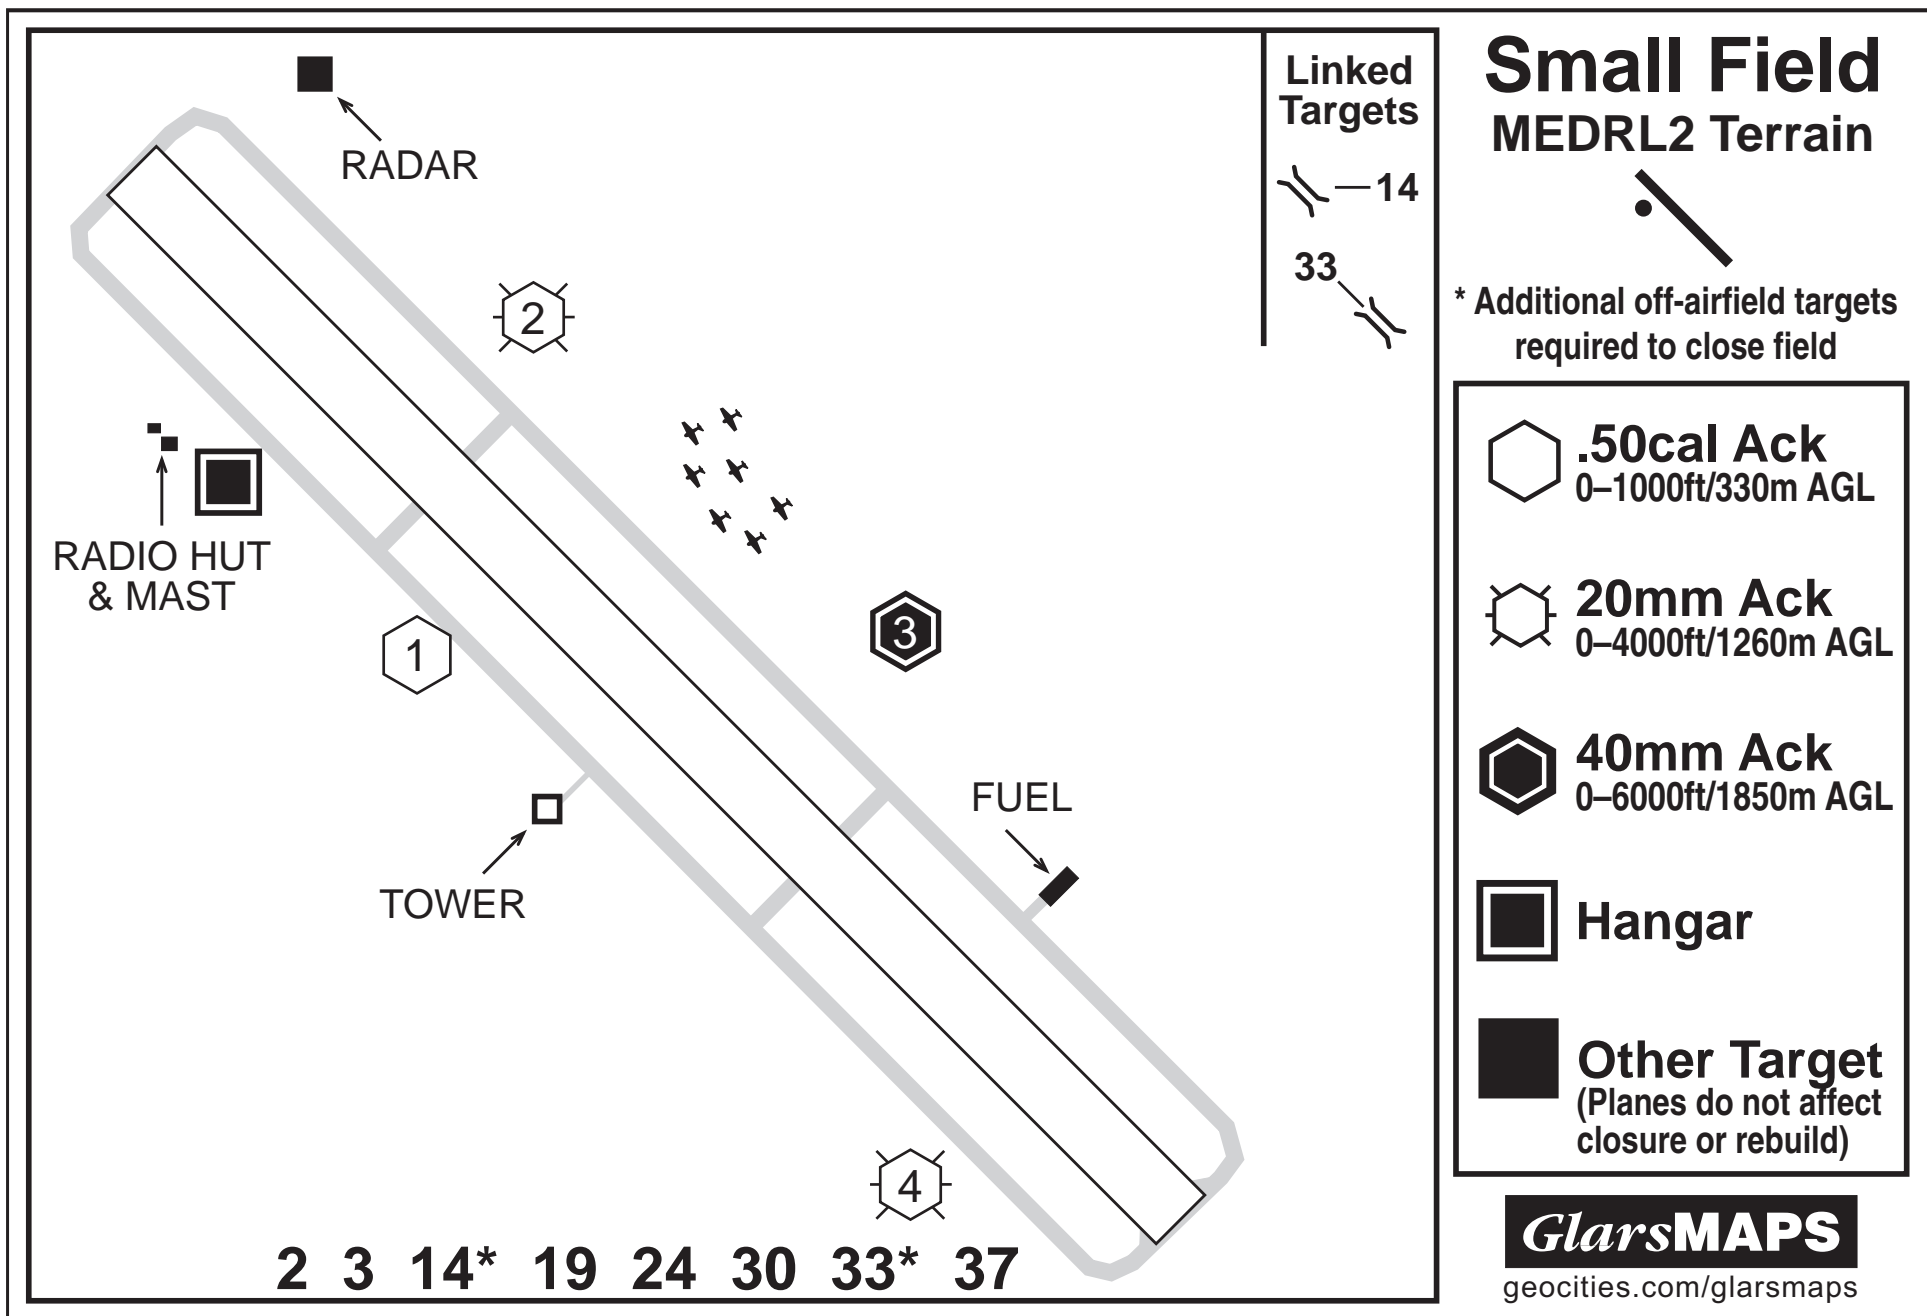 RADAR
Linked
Targets
14
33
2
RADIO HUT
& MAST
1
3
TOWER
FUEL
4
2 3 14* 19 24 30 33* 37
Small Field
MEDRL2 Terrain
* Additional off-airfield targets
required to close field
.50cal Ack
0–1000ft/330m AGL
20mm Ack
0–4000ft/1260m AGL
40mm Ack
0–6000ft/1850m AGL
Hangar
Other Target
(Planes do not affect
closure or rebuild)
GlarsMAPS
geocities.com/glarsmaps